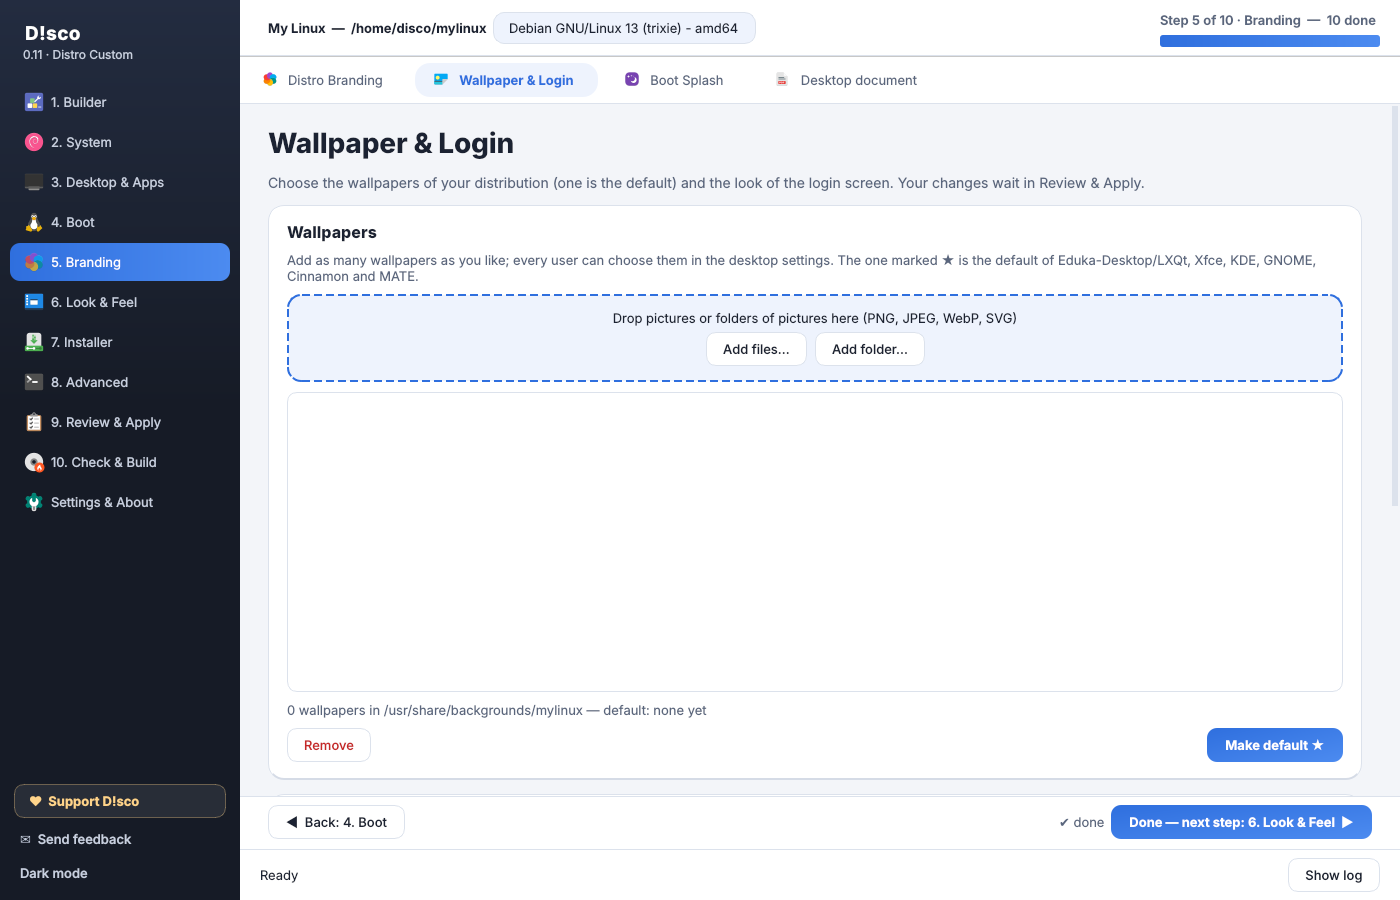 D!sco
0.11 · Distro Custom
1. Builder
2. System
3. Desktop & Apps
4. Boot
5. Branding
6. Look & Feel
7. Installer
8. Advanced
9. Review & Apply
10. Check & Build
Settings & About
♥ Support D!sco
✉ Send feedback
Dark mode
My Linux — /home/disco/mylinux
Debian GNU/Linux 13 (trixie) - amd64
Step 5 of 10 · Branding — 10 done
Distro Branding
Wallpaper & Login
Boot Splash
Desktop document
Wallpaper & Login
Choose the wallpapers of your distribution (one is the default) and the look of the login screen. Your changes wait in Review & Apply.
Wallpapers
Add as many wallpapers as you like; every user can choose them in the desktop settings. The one marked ★ is the default of Eduka-Desktop/LXQt, Xfce, KDE, GNOME,
Cinnamon and MATE.
Drop pictures or folders of pictures here (PNG, JPEG, WebP, SVG)
Add files...
Add folder...
0 wallpapers in /usr/share/backgrounds/mylinux — default: none yet
Remove
Make default ★
◀ Back: 4. Boot
✔ done
Done — next step: 6. Look & Feel ▶
Ready
Show log